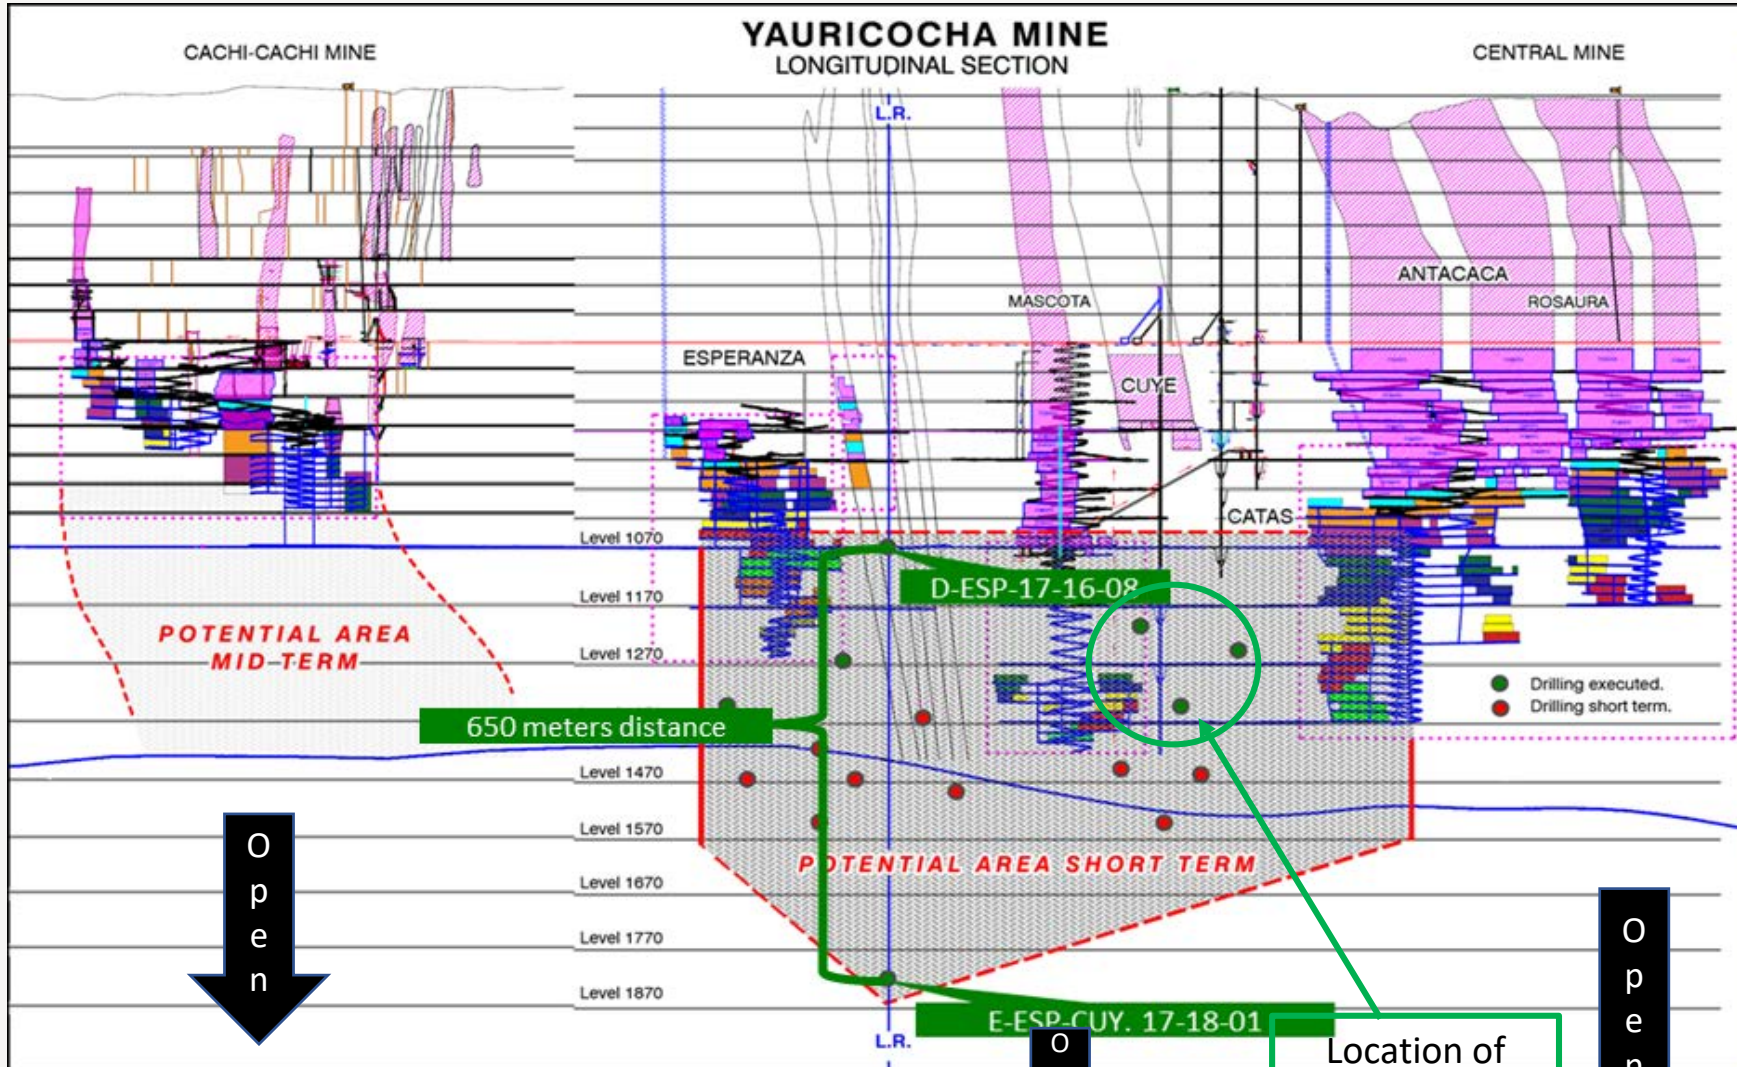 YAURICOCHA MINE
LONGITUDINAL SECTION
CACHI-CACHI MINE
CENTRAL MINE
L.R.
ANTACACA
MASCOTA
ROSAURA
ESPERANZA
CUYE
CATAS
Level 1070
D-ESP-17-16-08
Level 1170
POTENTIAL AREA
MID TERM
Level 1270
Drilling executed.
Drilling short term.
650 meters distance
Level 1470
Level 1570
POTENTIAL AREA SHORT TERM
Level 1670
Level 1770
Level 1870
E-ESP-CUY. 17-18-01
L.R.
Location of
O
p
e
n
O
O
p
e
n